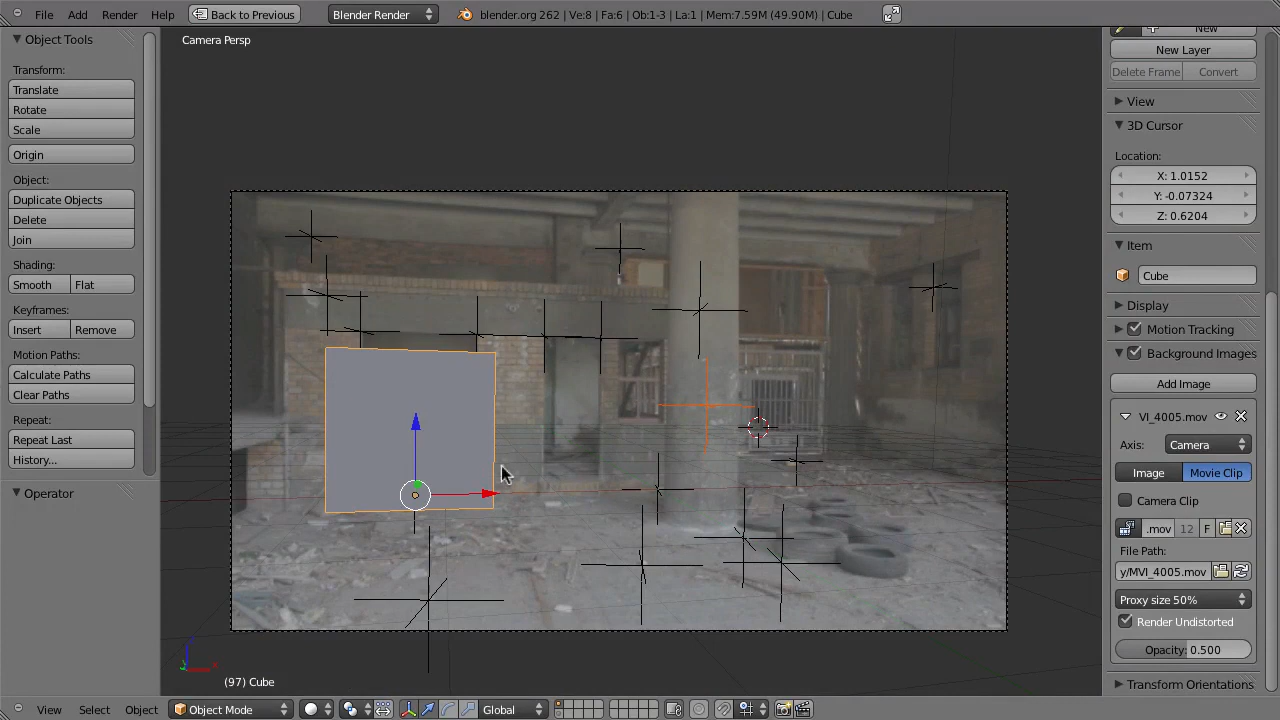 File Add Render Help Back to Previous Blender Render blender.org 262 | Ve:8 | Fa:6 | Ob:1-3 | La:1 | Mem:7.59M (49.90M) | Cube
Object Tools
Transform:
Translate
Rotate
Scale
Origin
Object:
Duplicate Objects
Delete
Join
Shading:
Smooth Flat
Keyframes:
Insert Remove
Motion Paths:
Calculate Paths
Clear Paths
Repeat:
Repeat Last
History...
Operator
Camera Persp
(97) Cube
View Select Object Object Mode Global
New
New Layer
Delete Frame Convert
View
3D Cursor
Location:
X: 1.0152
Y: -0.07324
Z: 0.6204
Item
Cube
Display
Motion Tracking
Background Images
Add Image
VI_4005.mov
Axis: Camera
Image Movie Clip
Camera Clip
.mov 12 F
File Path:
y/MVI_4005.mov
Proxy size 50%
Render Undistorted
Opacity: 0.500
Transform Orientations